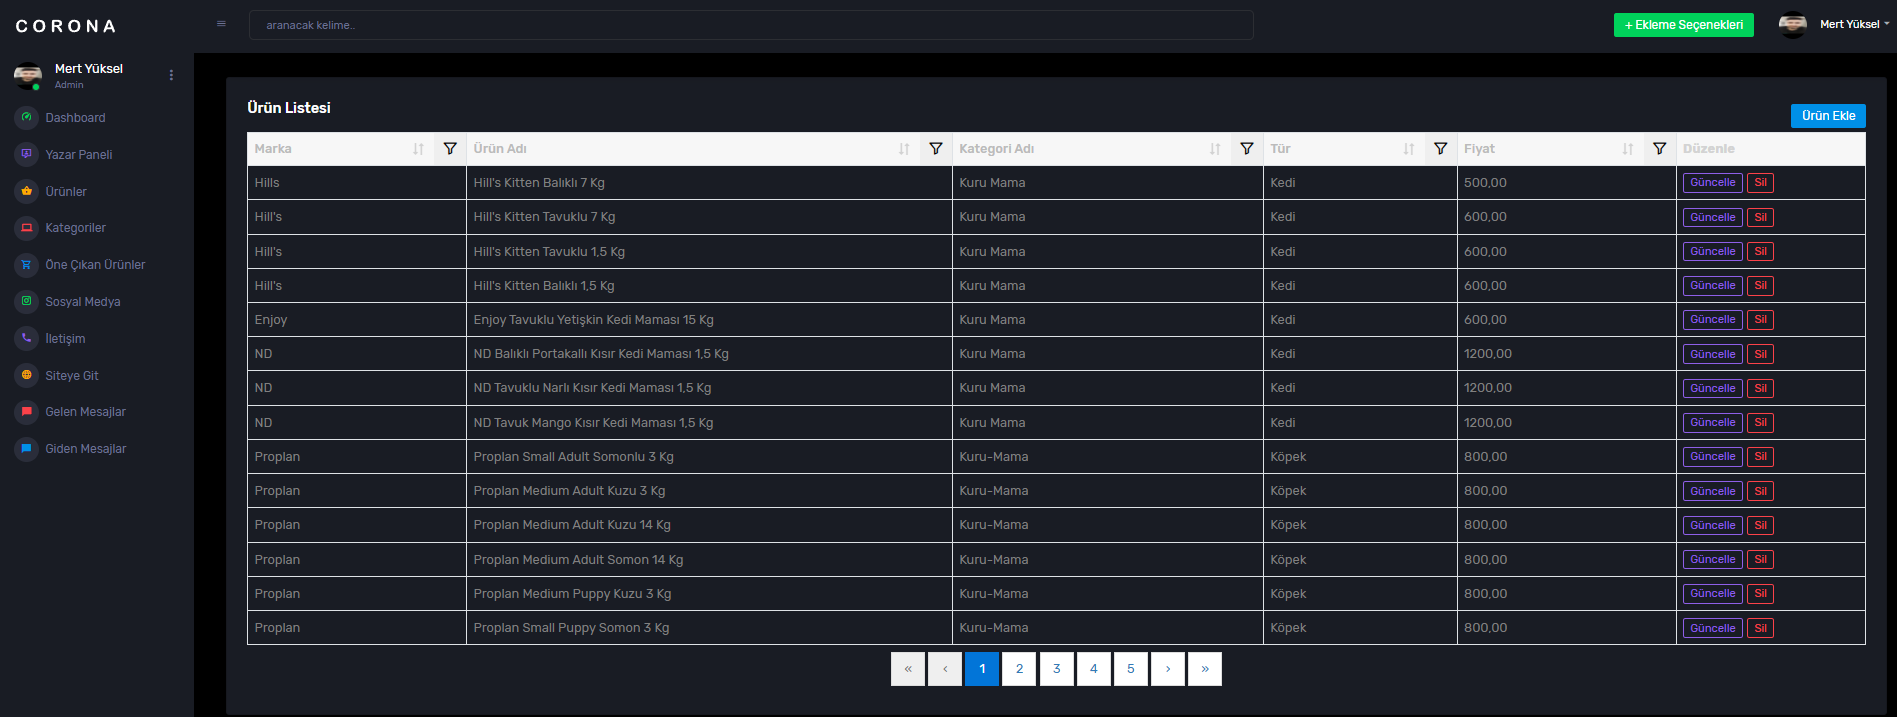 CORONA
aranacak kelime..
+ Ekleme Seçenekleri
Mert Yüksel
Mert Yüksel
Admin
Dashboard
Yazar Paneli
Ürünler
Kategoriler
Öne Çıkan Ürünler
Sosyal Medya
İletişim
Siteye Git
Gelen Mesajlar
Giden Mesajlar
Ürün Listesi
Ürün Ekle
Marka Ürün Adı Kategori Adı Tür Fiyat Düzenle
Hills Hill's Kitten Balıklı 7 Kg Kuru Mama Kedi 500,00 Güncelle Sil
Hill's Hill's Kitten Tavuklu 7 Kg Kuru Mama Kedi 600,00 Güncelle Sil
Hill's Hill's Kitten Tavuklu 1,5 Kg Kuru Mama Kedi 600,00 Güncelle Sil
Hill's Hill's Kitten Balıklı 1,5 Kg Kuru Mama Kedi 600,00 Güncelle Sil
Enjoy Enjoy Tavuklu Yetişkin Kedi Maması 15 Kg Kuru Mama Kedi 600,00 Güncelle Sil
ND ND Balıklı Portakallı Kısır Kedi Maması 1,5 Kg Kuru Mama Kedi 1200,00 Güncelle Sil
ND ND Tavuklu Narlı Kısır Kedi Maması 1,5 Kg Kuru Mama Kedi 1200,00 Güncelle Sil
ND ND Tavuk Mango Kısır Kedi Maması 1,5 Kg Kuru Mama Kedi 1200,00 Güncelle Sil
Proplan Proplan Small Adult Somonlu 3 Kg Kuru-Mama Köpek 800,00 Güncelle Sil
Proplan Proplan Medium Adult Kuzu 3 Kg Kuru-Mama Köpek 800,00 Güncelle Sil
Proplan Proplan Medium Adult Kuzu 14 Kg Kuru-Mama Köpek 800,00 Güncelle Sil
Proplan Proplan Medium Adult Somon 14 Kg Kuru-Mama Köpek 800,00 Güncelle Sil
Proplan Proplan Medium Puppy Kuzu 3 Kg Kuru-Mama Köpek 800,00 Güncelle Sil
Proplan Proplan Small Puppy Somon 3 Kg Kuru-Mama Köpek 800,00 Güncelle Sil
« ‹ 1 2 3 4 5 › »